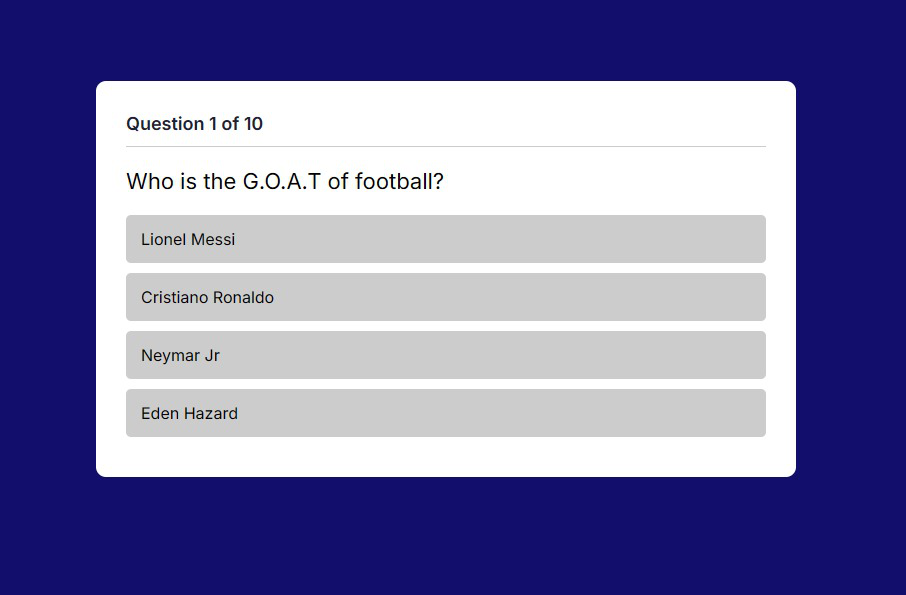 Question 1 of 10
Who is the G.O.A.T of football?
Lionel Messi
Cristiano Ronaldo
Neymar Jr
Eden Hazard